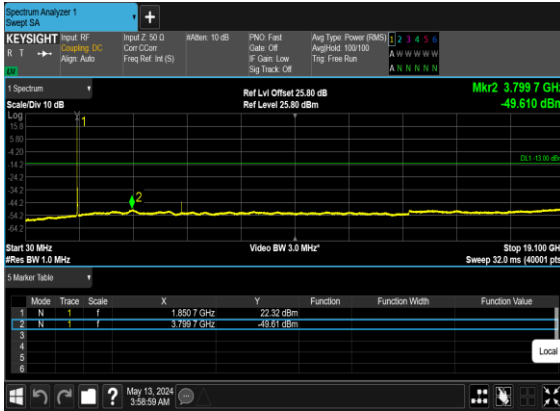 Spectrum Analyzer 1
Swept SA
+
KEYSIGHT
R T
Input: RF
Coupling: DC
Align: Auto
Input Z: 50 Ω
Corr CCorr
Freq Ref: Int (S)
#Atten: 10 dB
PNO: Fast
Gate: Off
IF Gain: Low
Sig Track: Off
Avg Type: Power (RMS)
Avg|Hold: 100/100
Trig: Free Run
1 2 3 4 5 6
A W W W W W
A N N N N N
1 Spectrum
Scale/Div 10 dB
Ref Lvl Offset 25.80 dB
Ref Level 25.80 dBm
Mkr2 3.799 7 GHz
-49.610 dBm
Log
15.8
5.80
-4.20
-14.2
-24.2
-34.2
-44.2
-54.2
-64.2
1
2
DL1 -13.00 dBm
Start 30 MHz
#Res BW 1.0 MHz
Video BW 3.0 MHz*
Stop 19.100 GH
Sweep 32.0 ms (40001 pts
5 Marker Table
Mode Trace Scale X Y Function Function Width Function Value
1 N 1 f 1.850 7 GHz 22.32 dBm
2 N 1 f 3.799 7 GHz -49.61 dBm
3
4
5
6
Local
?
May 13, 2024
3:58:59 AM